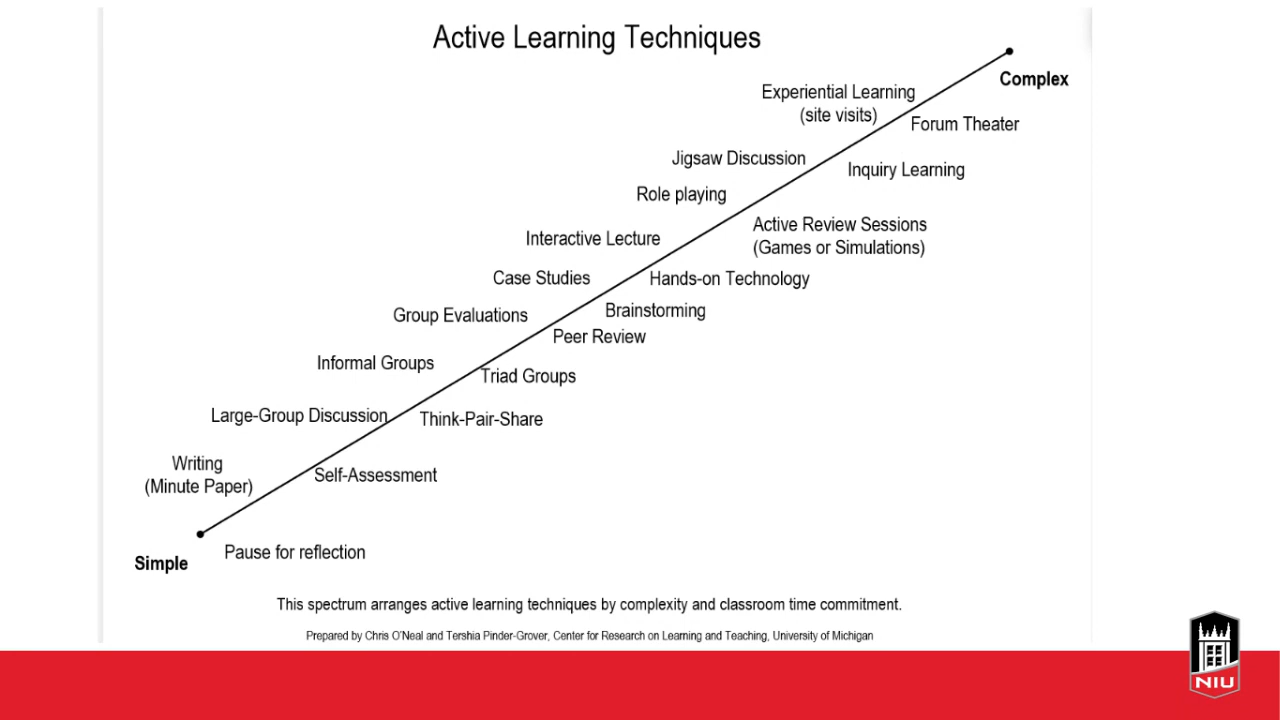 Active Learning Techniques
Complex
Experiential Learning
(site visits)
Forum Theater
Jigsaw Discussion
Inquiry Learning
Role playing
Active Review Sessions
(Games or Simulations)
Interactive Lecture
Case Studies
Hands-on Technology
Brainstorming
Group Evaluations
Peer Review
Informal Groups
Triad Groups
Large-Group Discussion
Think-Pair-Share
Writing
(Minute Paper)
Self-Assessment
Pause for reflection
Simple
This spectrum arranges active learning techniques by complexity and classroom time commitment.
Prepared by Chris O'Neal and Tershia Pinder-Grover, Center for Research on Learning and Teaching, University of Michigan
NIU